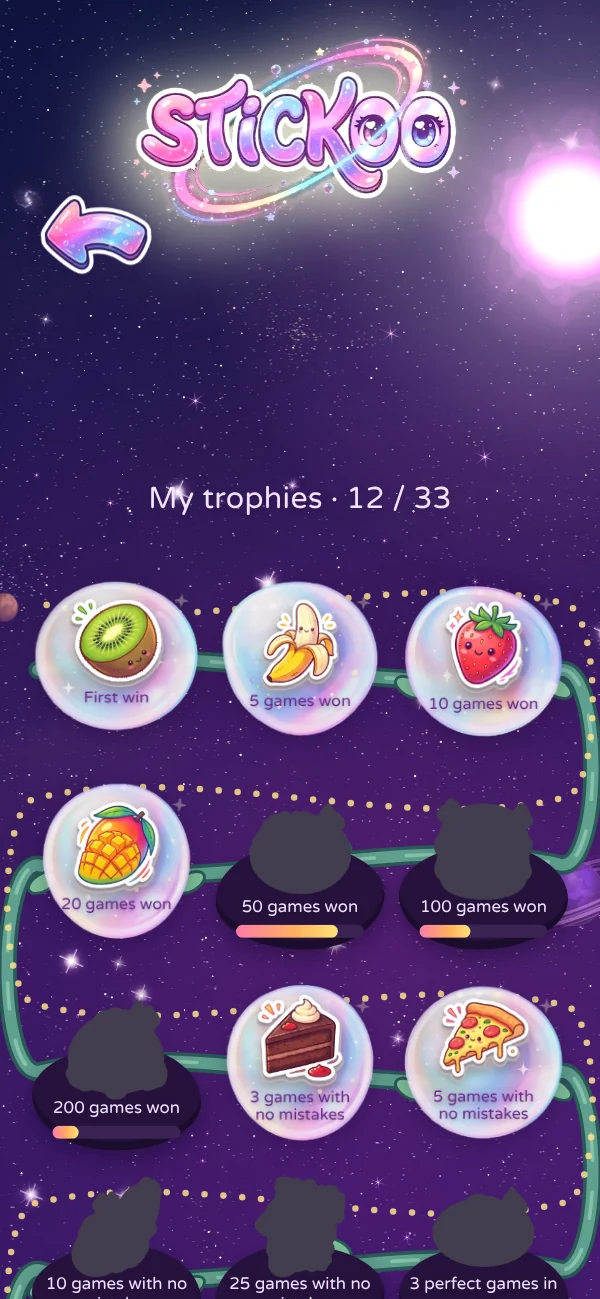 STiCKOO
My trophies · 12 / 33
First win
5 games won
10 games won
20 games won
50 games won
100 games won
200 games won
3 games with
no mistakes
5 games with
no mistakes
10 games with no
25 games with no
3 perfect games in